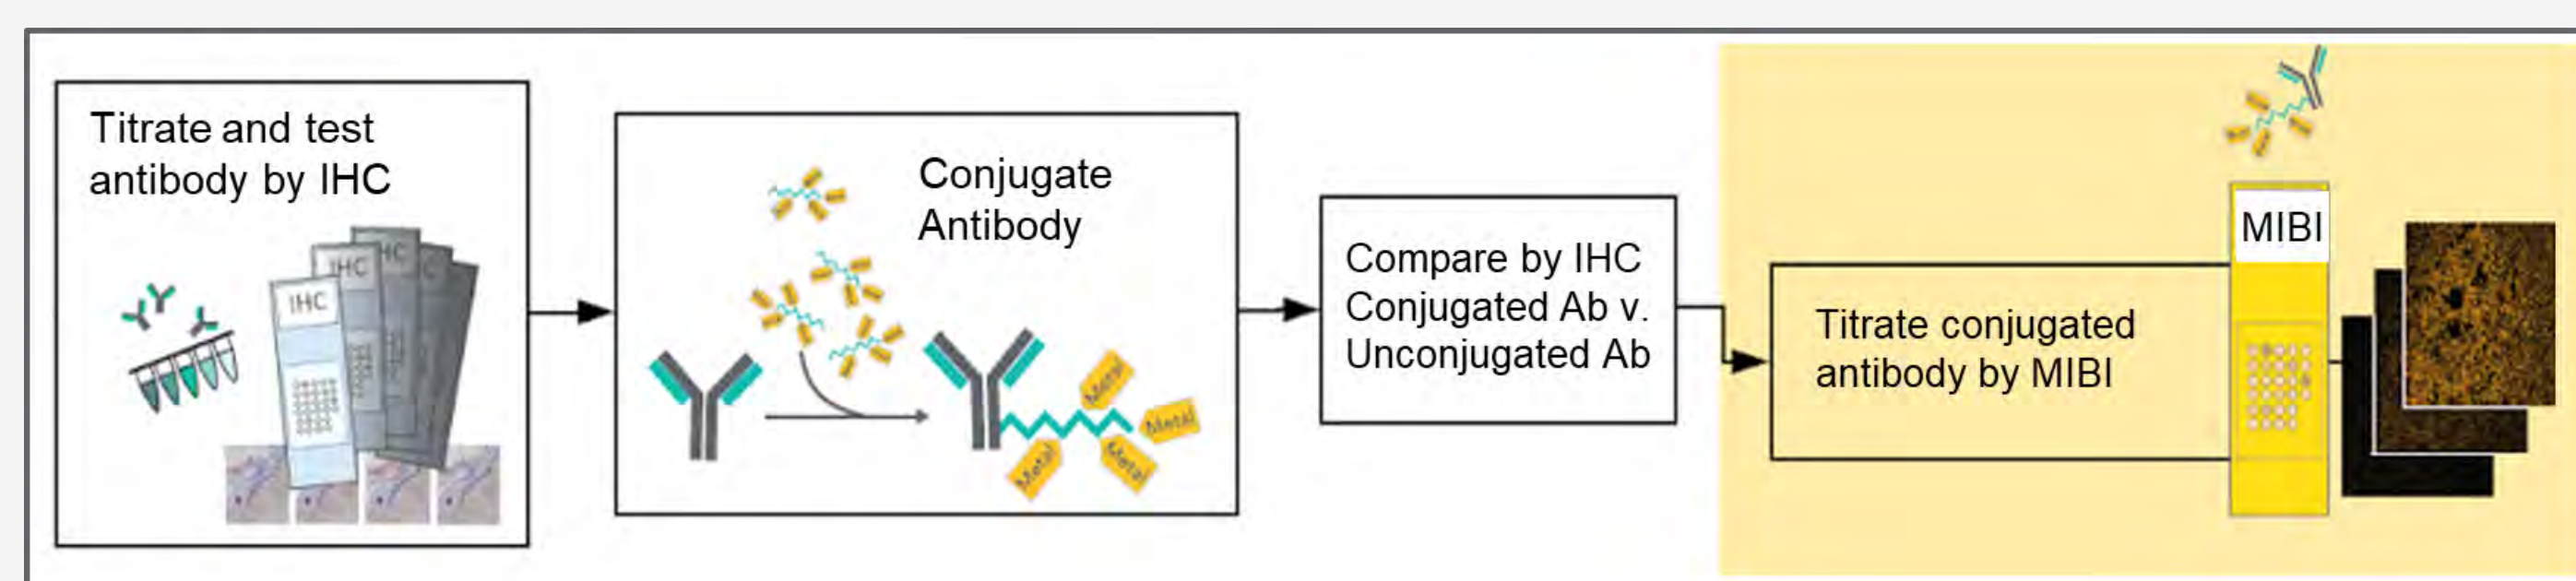 Titrate and test
antibody by IHC
IHC
IHC
HC
C
Conjugate
Antibody
Metal
Metal
Metal
Metal
Compare by IHC
Conjugated Ab v.
Unconjugated Ab
Titrate conjugated
antibody by MIBI
MIBI